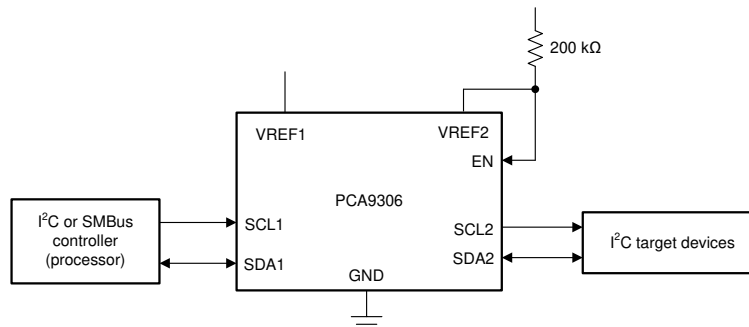 200 kΩ
VREF1
VREF2
EN
PCA9306
I²C or SMBus
controller
(processor)
SCL1
SCL2
I²C target devices
SDA1
SDA2
GND